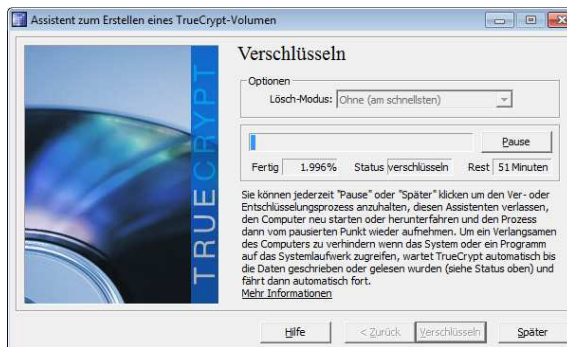 Assistent zum Erstellen eines TrueCrypt-Volumen
TRUECRYPT
Verschlüsseln
Optionen
Lösch-Modus: Ohne (am schnellsten)
Pause
Fertig 1.996% Status verschlüsseln Rest 51 Minuten
Sie können jederzeit "Pause" oder "Später" klicken um den Ver- oder
Entschlüsselungprozess anzuhalten, diesen Assistenten verlassen,
den Computer neu starten oder herunterfahren und den Prozess
dann vom pausierten Punkt wieder aufnehmen. Um ein Verlangsamen
des Computers zu verhindern wenn das System oder ein Programm
auf das Systemlaufwerk zugreifen, wartet TrueCrypt automatisch bis
die Daten geschrieben oder gelesen wurden (siehe Status oben) und
fährt dann automatisch fort.
Mehr Informationen
Hilfe < Zurück Verschlüsseln Später